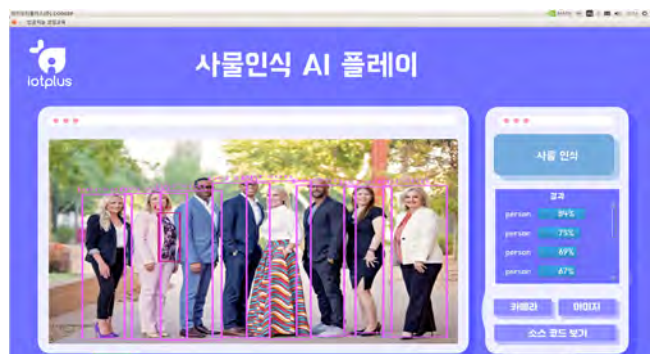 iotplus
사물인식 AI 플레이
사물 인식
결과
person 84%
person 75%
person 69%
person 67%
카메라
이미지
소스 코드 보기